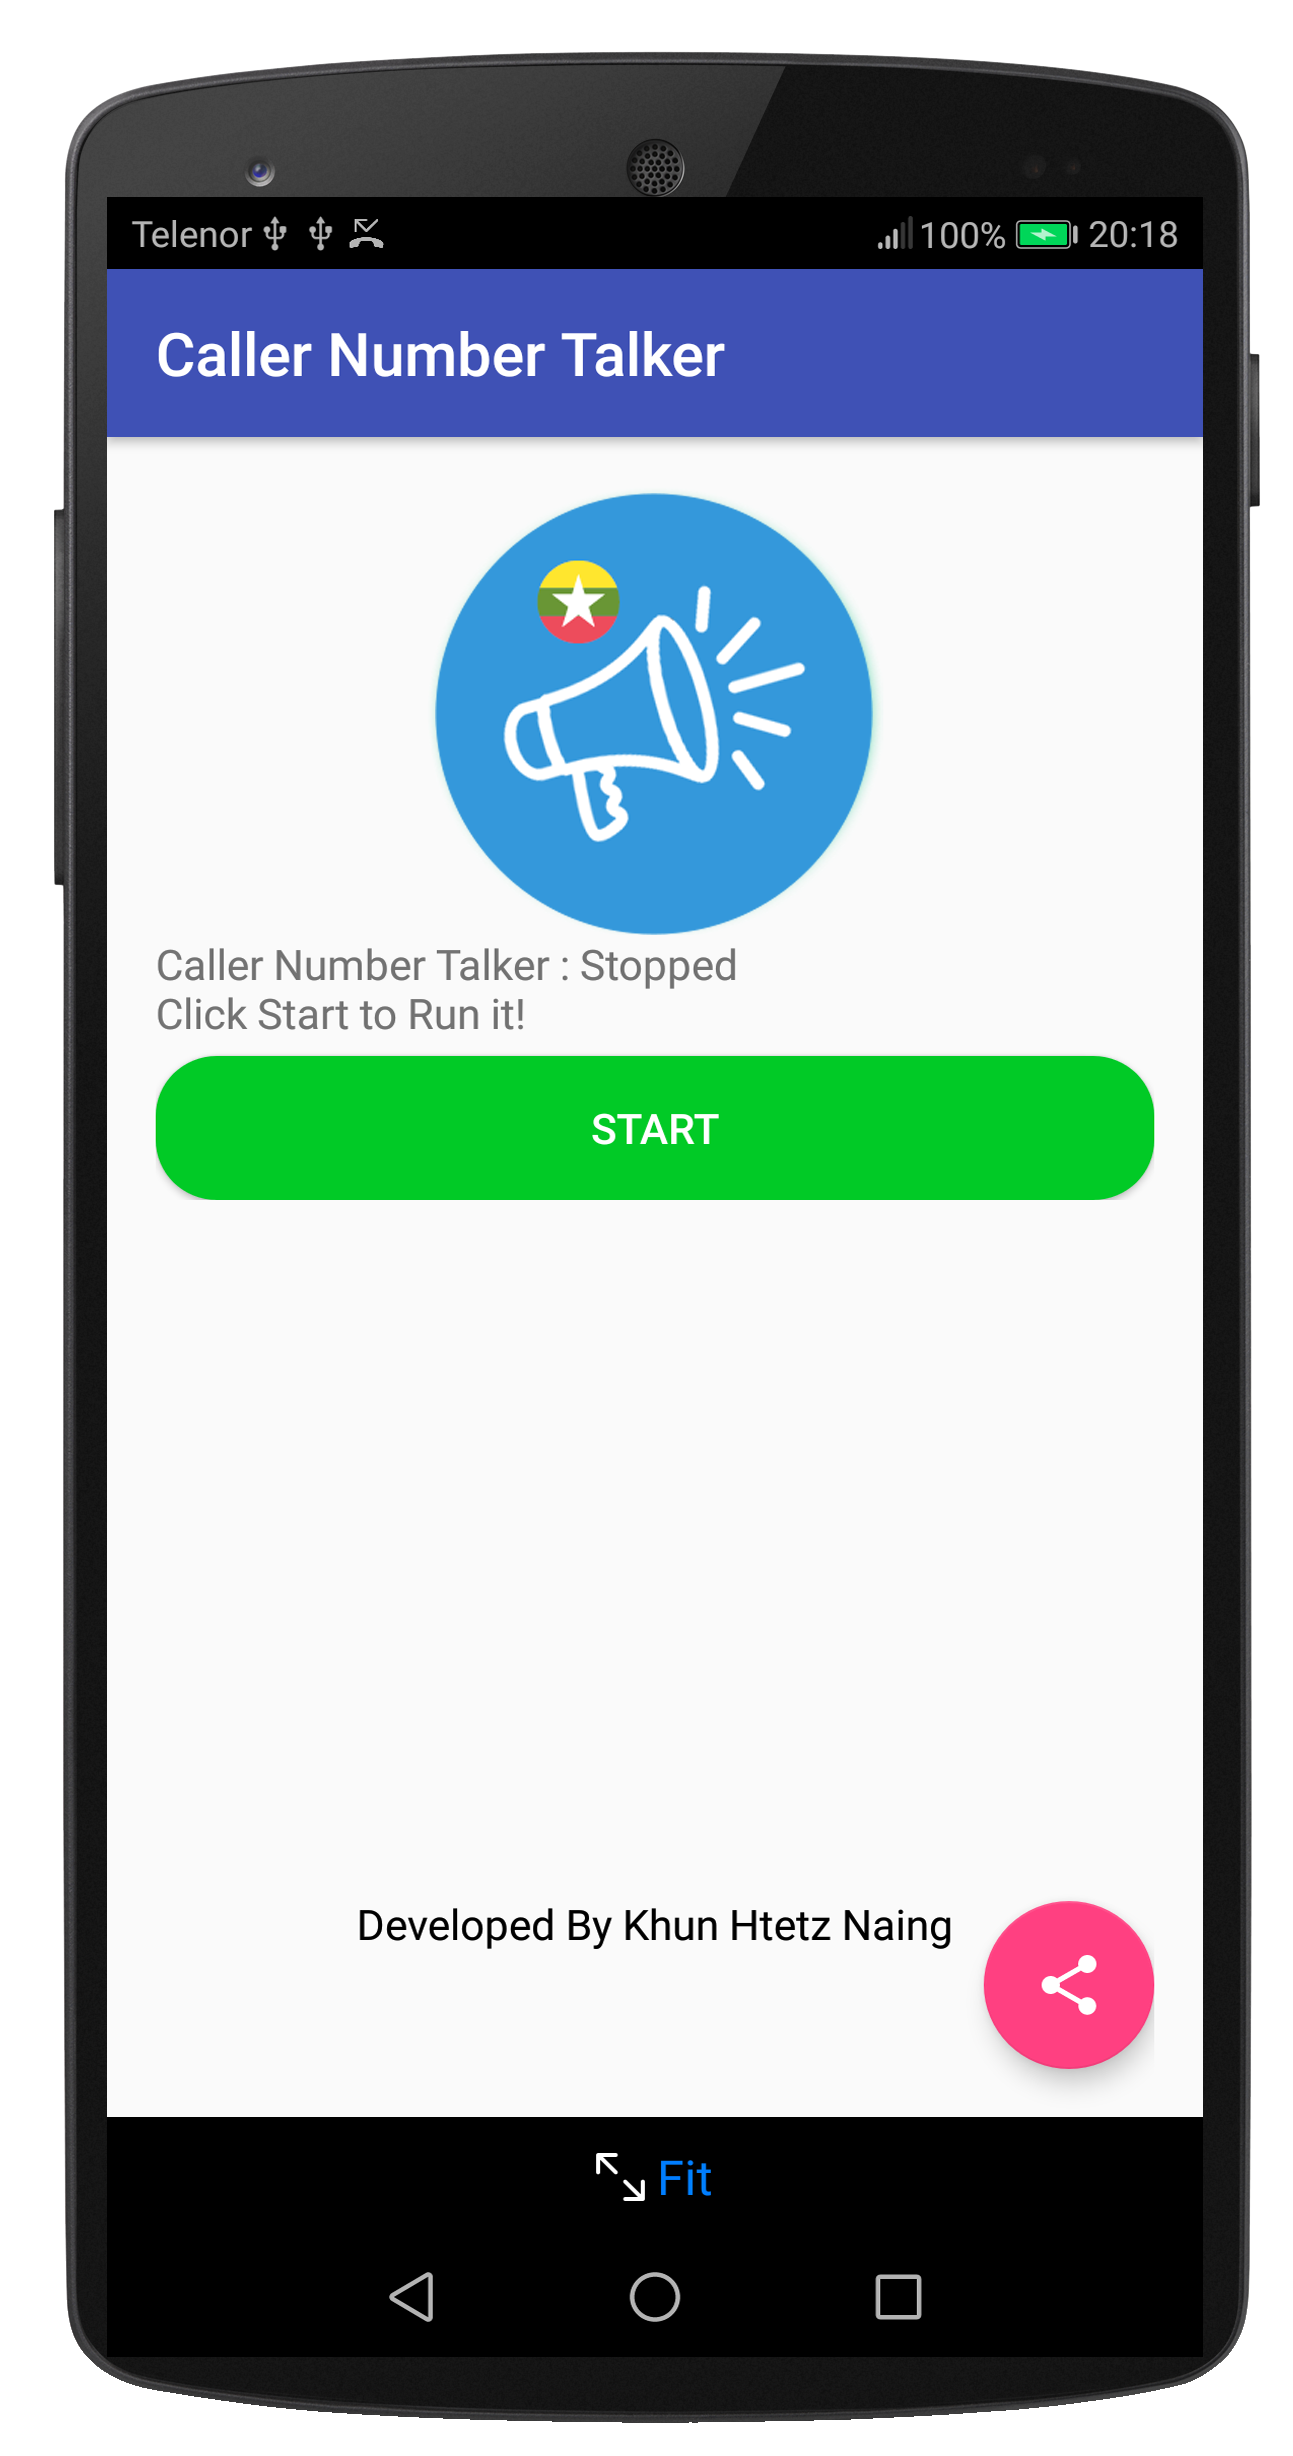 Telenor 100% 20:18
Caller Number Talker
Caller Number Talker : Stopped
Click Start to Run it!
START
Developed By Khun Htetz Naing
Fit